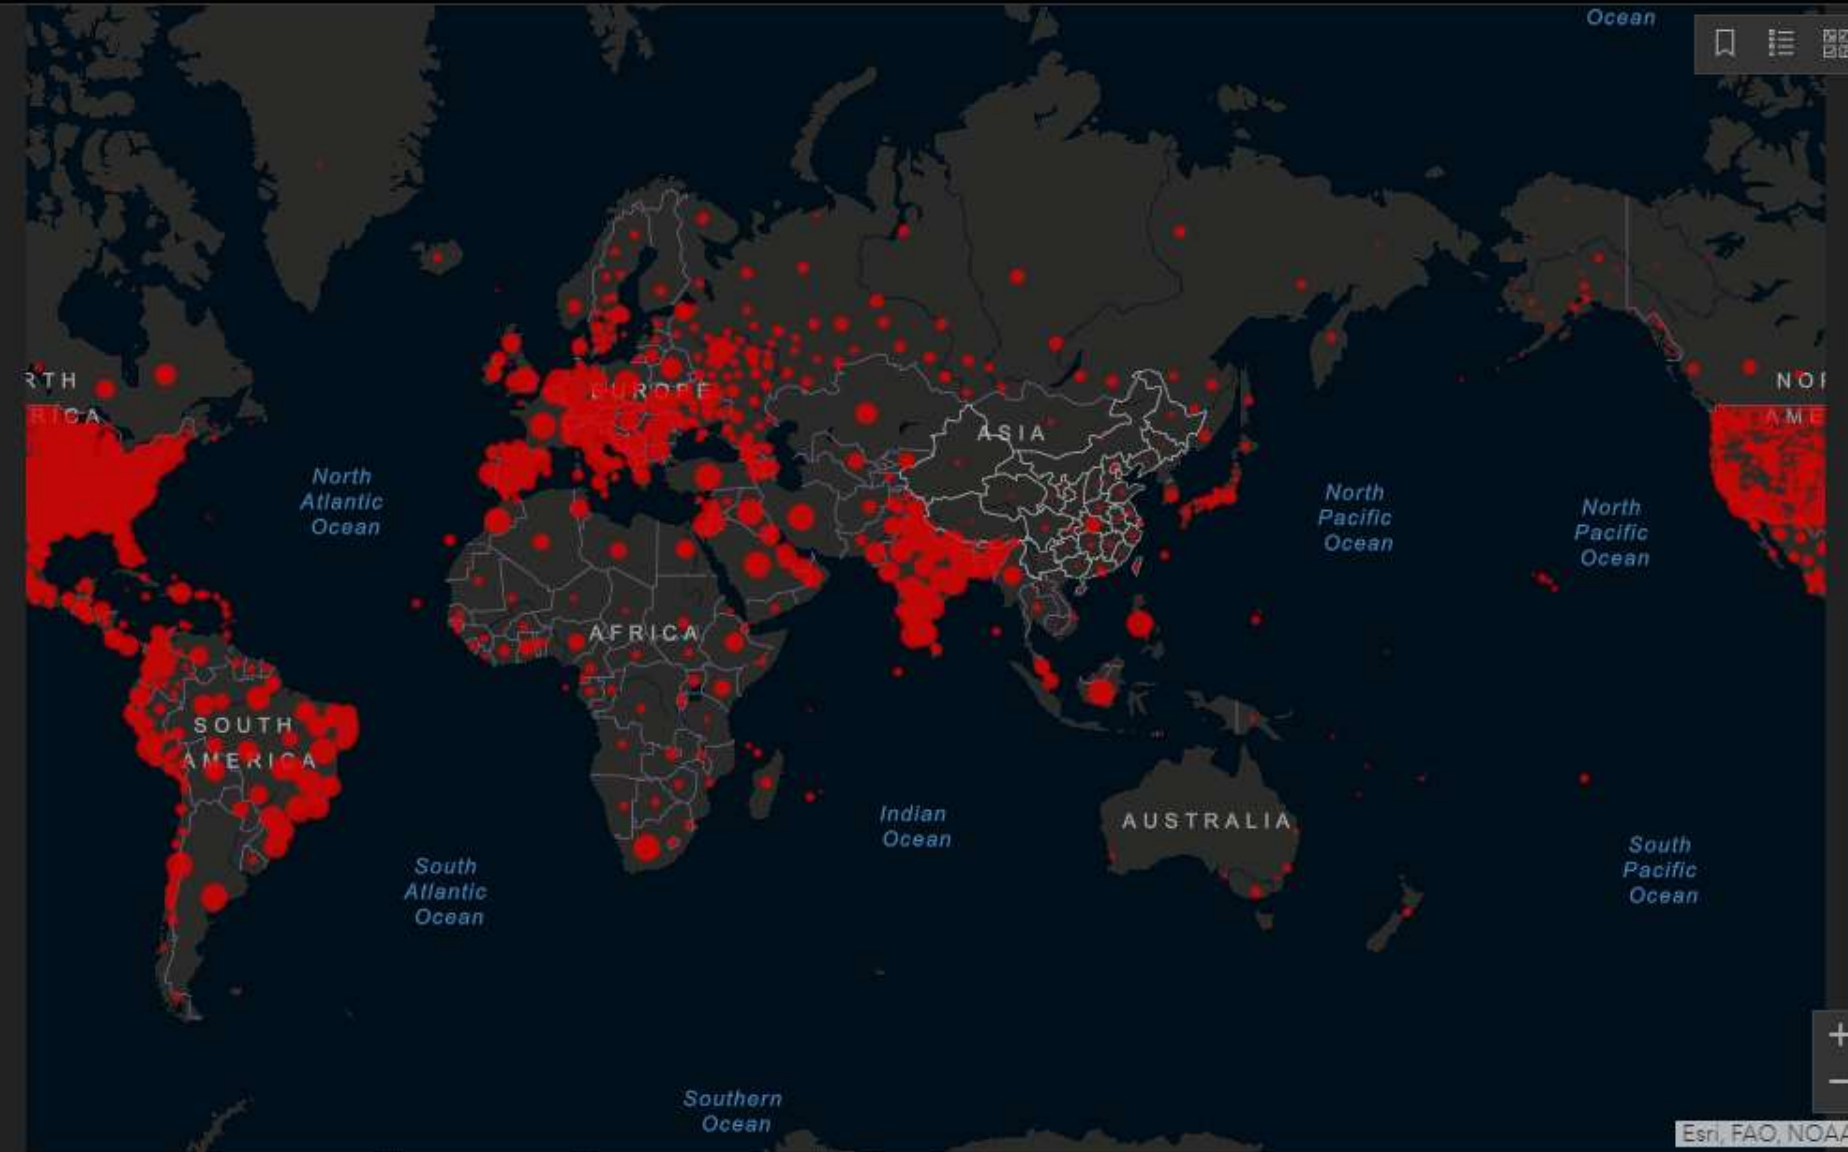 Ocean
RTH
RICA
NOR
AME
EUROPE
ASIA
North
Atlantic
Ocean
North
Pacific
Ocean
North
Pacific
Ocean
AFRICA
SOUTH
AMERICA
Indian
Ocean
AUSTRALIA
South
Atlantic
Ocean
South
Pacific
Ocean
Southern
Ocean
+
−
Esri, FAO, NOAA